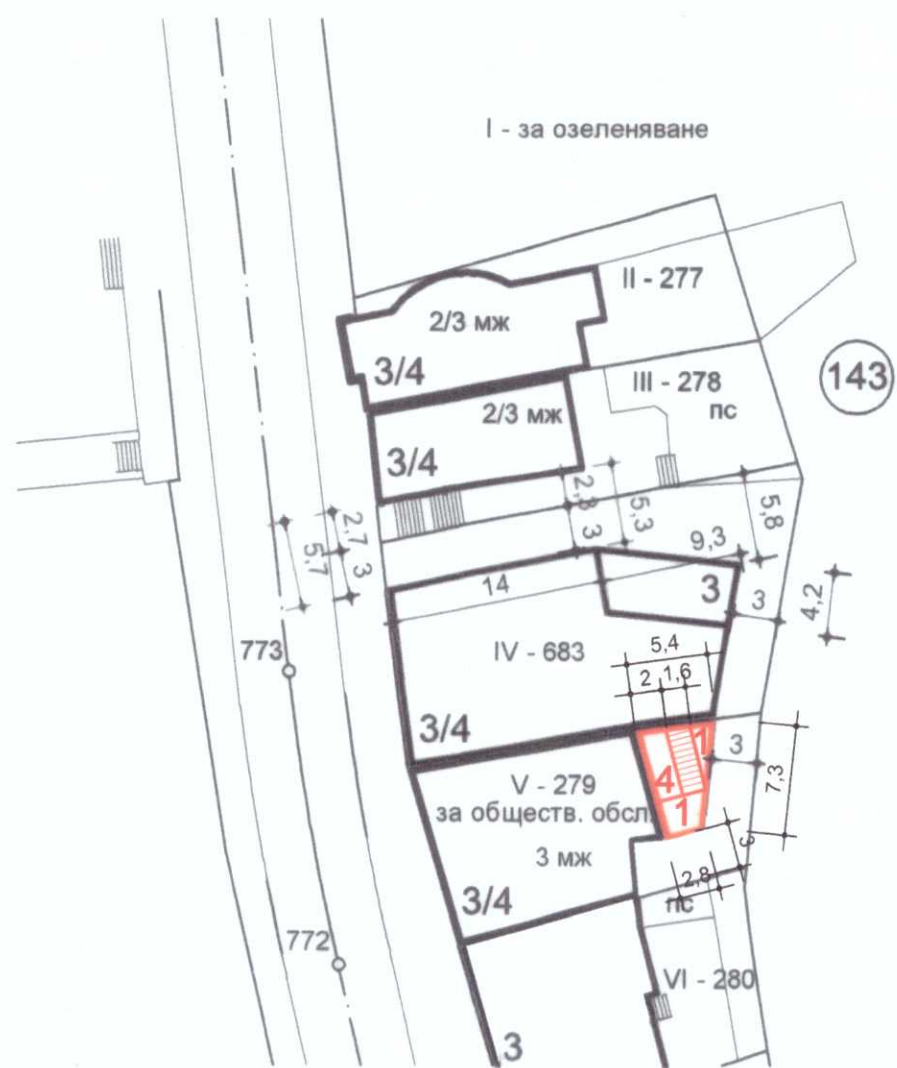 I - за озеленяване
II - 277
2/3 мж
3/4
143
III - 278
пс
2/3 мж
3/4
2,3
5,3
3
5,8
2,7
5,7
3
9,3
14
3
3
4,2
773
IV - 683
5,4
2
1,6
3/4
1
3
7,3
V - 279
4
за обществ. обсл.
1
3 мж
3
2,8
3/4
пс
772
VI - 280
3